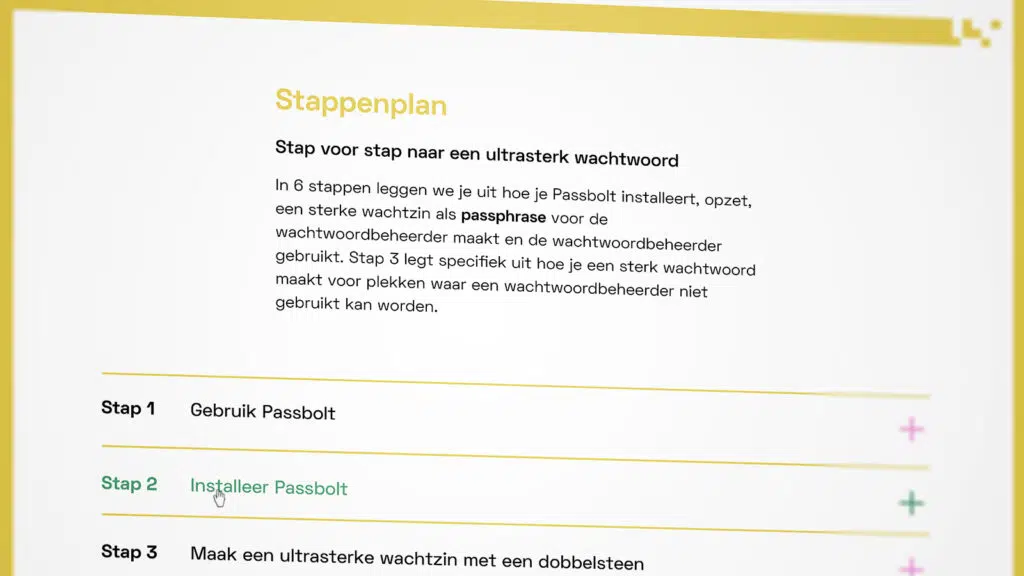 Stappenplan
Stap voor stap naar een ultrasterk wachtwoord
In 6 stappen leggen we je uit hoe je Passbolt installeert, opzet,
een sterke wachtzin als passphrase voor de
wachtwoordbeheerder maakt en de wachtwoordbeheerder
gebruikt. Stap 3 legt specifiek uit hoe je een sterk wachtwoord
maakt voor plekken waar een wachtwoordbeheerder niet
gebruikt kan worden.
Stap 1 Gebruik Passbolt
Stap 2 Installeer Passbolt
Stap 3 Maak een ultrasterke wachtzin met een dobbelsteen